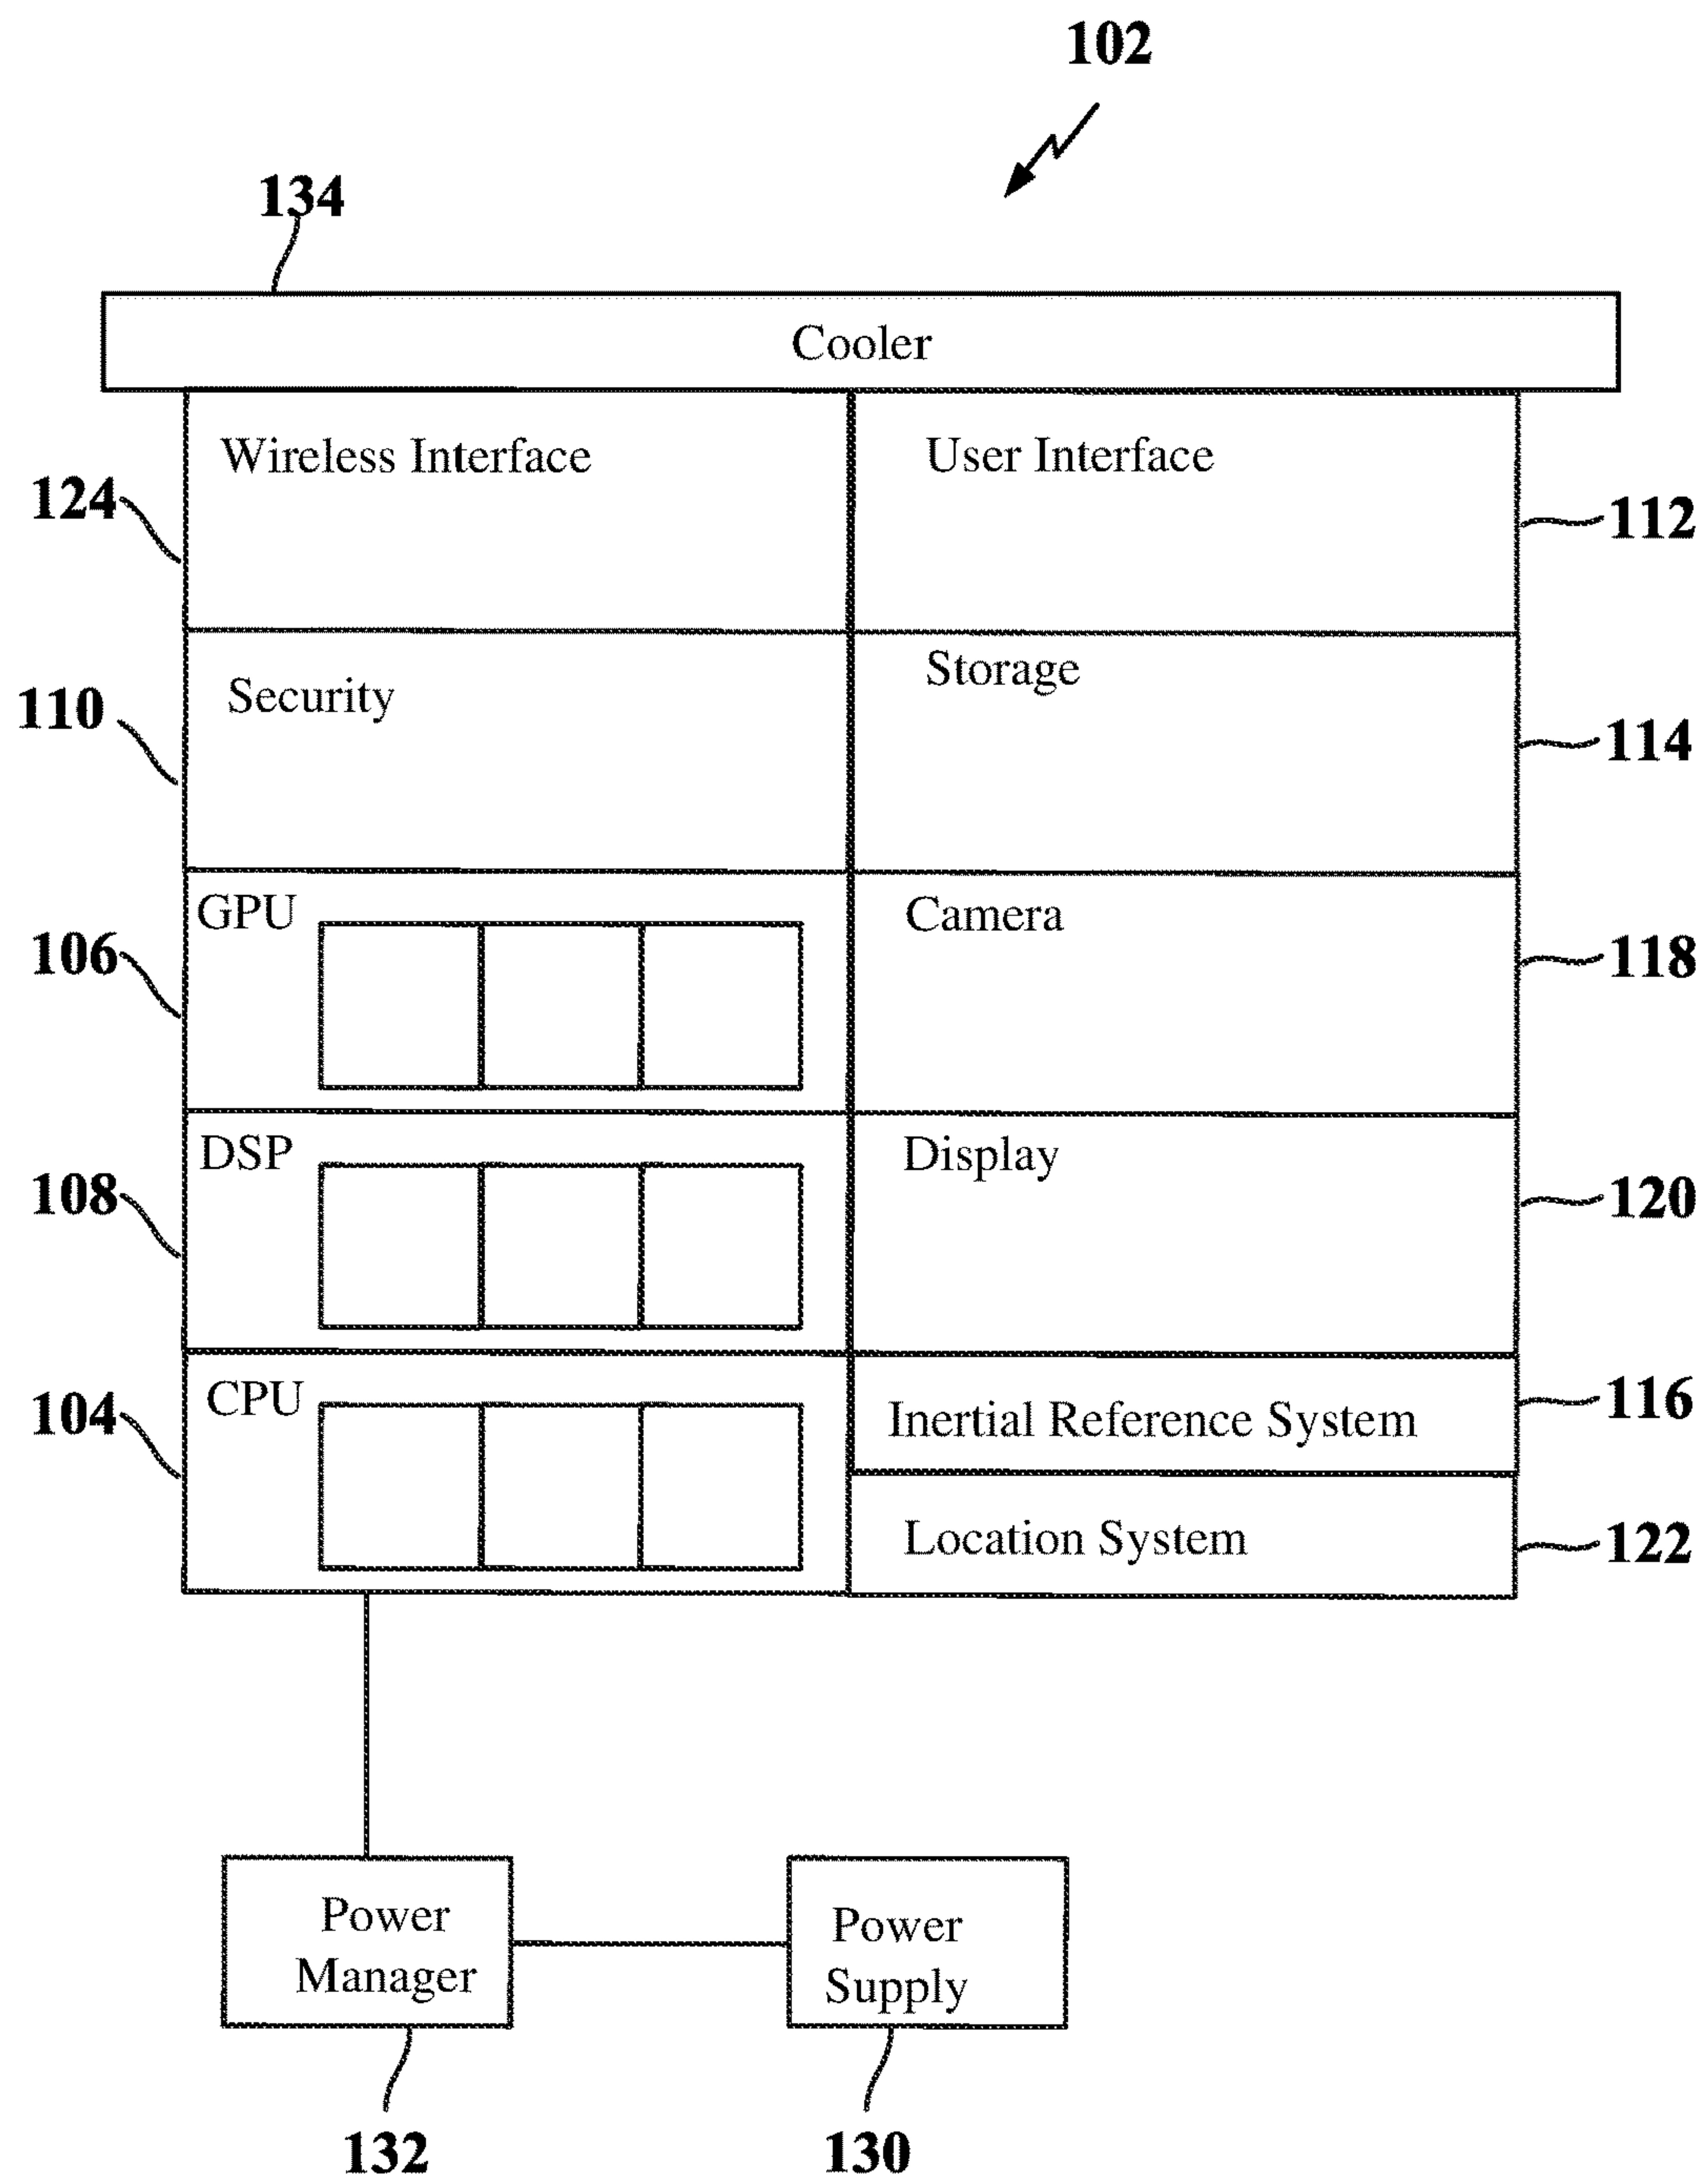 102
134
Cooler
Wireless Interface
User Interface
124
112
Security
Storage
110
114
GPU
Camera
106
118
DSP
Display
108
120
CPU
104
Inertial Reference System
116
Location System
122
Power
Manager
Power
Supply
132
130